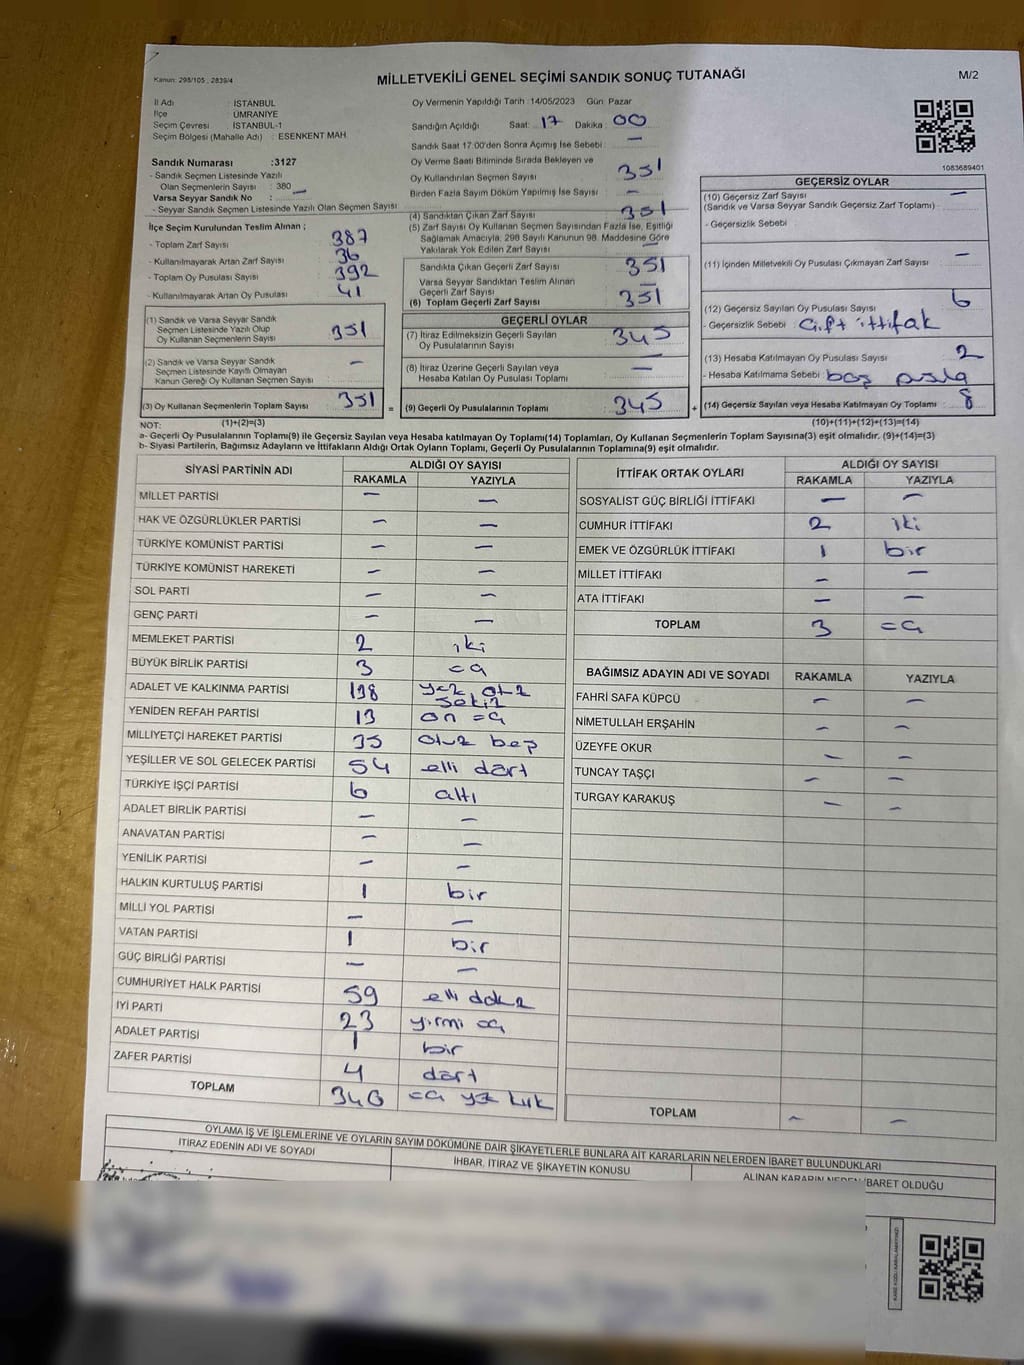 Kanun: 298/105 , 2839/4
MİLLETVEKİLİ GENEL SEÇİMİ SANDIK SONUÇ TUTANAĞI
M/2
İl Adı : İSTANBUL
İlçe : ÜMRANİYE
Seçim Çevresi : İSTANBUL-1
Seçim Bölgesi (Mahalle Adı) : ESENKENT MAH.
Oy Vermenin Yapıldığı Tarih : 14/05/2023 Gün: Pazar
Sandığın Açıldığı Saat: 17 Dakika : 00
Sandık Saat 17:00'den Sonra Açılmış İse Sebebi : –
Oy Verme Saati Bitiminde Sırada Bekleyen ve
Oy Kullandırılan Seçmen Sayısı : 351
Birden Fazla Sayım Döküm Yapılmış İse Sayısı : –
1083689401
Sandık Numarası :3127
- Sandık Seçmen Listesinde Yazılı
Olan Seçmenlerin Sayısı : 380
Varsa Seyyar Sandık No : –
- Seyyar Sandık Seçmen Listesinde Yazılı Olan Seçmen Sayısı :
İlçe Seçim Kurulundan Teslim Alınan ;
- Toplam Zarf Sayısı : 387
- Kullanılmayarak Artan Zarf Sayısı : 36
- Toplam Oy Pusulası Sayısı : 392
- Kullanılmayarak Artan Oy Pusulası : 41
(1) Sandık ve Varsa Seyyar Sandık
Seçmen Listesinde Yazılı Olup
Oy Kullanan Seçmenlerin Sayısı : 351
(2) Sandık ve Varsa Seyyar Sandık
Seçmen Listesinde Kayıtlı Olmayan
Kanun Gereği Oy Kullanan Seçmen Sayısı : –
(3) Oy Kullanan Seçmenlerin Toplam Sayısı : 351 =
(4) Sandıktan Çıkan Zarf Sayısı : 351
(5) Zarf Sayısı Oy Kullanan Seçmen Sayısından Fazla İse, Eşitliği
Sağlamak Amacıyla, 298 Sayılı Kanunun 98. Maddesine Göre
Yakılarak Yok Edilen Zarf Sayısı : –
Sandıkta Çıkan Geçerli Zarf Sayısı : 351
Varsa Seyyar Sandıktan Teslim Alınan
Geçerli Zarf Sayısı : –
(6) Toplam Geçerli Zarf Sayısı : 351
GEÇERLİ OYLAR
(7) İtiraz Edilmeksizin Geçerli Sayılan
Oy Pusulalarının Sayısı : 345
(8) İtiraz Üzerine Geçerli Sayılan veya
Hesaba Katılan Oy Pusulası Toplamı : –
(9) Geçerli Oy Pusulalarının Toplamı : 345 +
GEÇERSİZ OYLAR
(10) Geçersiz Zarf Sayısı : –
(Sandık ve Varsa Seyyar Sandık Geçersiz Zarf Toplamı)
- Geçersizlik Sebebi :
(11) İçinden Milletvekili Oy Pusulası Çıkmayan Zarf Sayısı : –
(12) Geçersiz Sayılan Oy Pusulası Sayısı : 6
- Geçersizlik Sebebi : Çift ittifak
(13) Hesaba Katılmayan Oy Pusulası Sayısı : 2
- Hesaba Katılmama Sebebi : boş pusula
(14) Geçersiz Sayılan veya Hesaba Katılmayan Oy Toplamı : 8
NOT: (1)+(2)=(3) (10)+(11)+(12)+(13)=(14)
a- Geçerli Oy Pusulalarının Toplamı(9) ile Geçersiz Sayılan veya Hesaba katılmayan Oy Toplamı(14) Toplamları, Oy Kullanan Seçmenlerin Toplam Sayısına(3) eşit olmalıdır. (9)+(14)=(3)
b- Siyasi Partilerin, Bağımsız Adayların ve İttifakların Aldığı Ortak Oyların Toplamı, Geçerli Oy Pusulalarının Toplamına(9) eşit olmalıdır.
SİYASİ PARTİNİN ADI ALDIĞI OY SAYISI
RAKAMLA YAZIYLA
MİLLET PARTİSİ – –
HAK VE ÖZGÜRLÜKLER PARTİSİ – –
TÜRKİYE KOMÜNİST PARTİSİ – –
TÜRKİYE KOMÜNİST HAREKETİ – –
SOL PARTİ – –
GENÇ PARTİ – –
MEMLEKET PARTİSİ 2 iki
BÜYÜK BİRLİK PARTİSİ 3 üç
ADALET VE KALKINMA PARTİSİ 138 yüz otuz sekiz
YENİDEN REFAH PARTİSİ 13 on üç
MİLLİYETÇİ HAREKET PARTİSİ 35 otuz beş
YEŞİLLER VE SOL GELECEK PARTİSİ 54 elli dört
TÜRKİYE İŞÇİ PARTİSİ 6 altı
ADALET BİRLİK PARTİSİ – –
ANAVATAN PARTİSİ – –
YENİLİK PARTİSİ – –
HALKIN KURTULUŞ PARTİSİ 1 bir
MİLLİ YOL PARTİSİ – –
VATAN PARTİSİ 1 bir
GÜÇ BİRLİĞİ PARTİSİ – –
CUMHURİYET HALK PARTİSİ 59 elli dokuz
İYİ PARTİ 23 yirmi üç
ADALET PARTİSİ 1 bir
ZAFER PARTİSİ 4 dört
TOPLAM 340 üç yüz kırk
İTTİFAK ORTAK OYLARI ALDIĞI OY SAYISI
RAKAMLA YAZIYLA
SOSYALİST GÜÇ BİRLİĞİ İTTİFAKI – –
CUMHUR İTTİFAKI 2 iki
EMEK VE ÖZGÜRLÜK İTTİFAKI 1 bir
MİLLET İTTİFAKI – –
ATA İTTİFAKI – –
TOPLAM 3 üç
BAĞIMSIZ ADAYIN ADI VE SOYADI RAKAMLA YAZIYLA
FAHRİ SAFA KÜPCÜ – –
NİMETULLAH ERŞAHİN – –
ÜZEYFE OKUR – –
TUNCAY TAŞÇI – –
TURGAY KARAKUŞ – –
TOPLAM – –
OYLAMA İŞ VE İŞLEMLERİNE VE OYLARIN SAYIM DÖKÜMÜNE DAİR ŞİKAYETLERLE BUNLARA AİT KARARLARIN NELERDEN İBARET BULUNDUKLARI
İTİRAZ EDENİN ADI VE SOYADI
İHBAR, İTİRAZ VE ŞİKAYETİN KONUSU
ALINAN KARARIN NEDEN İBARET OLDUĞU